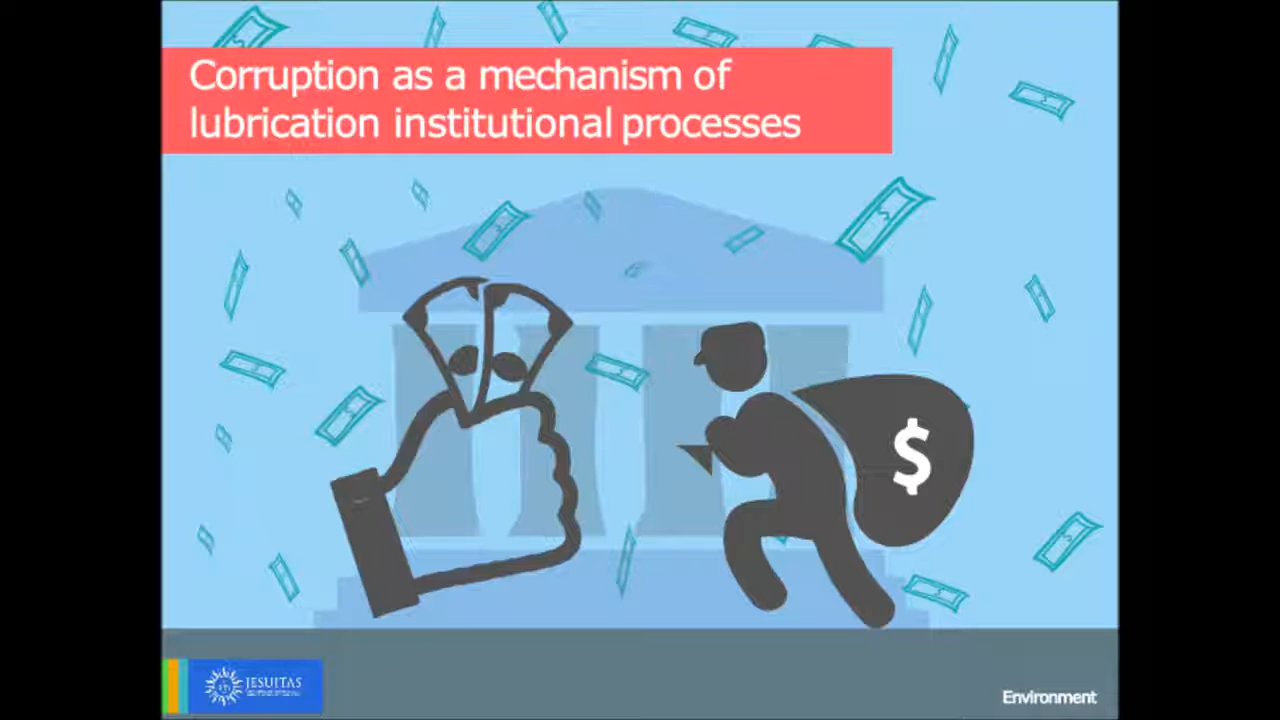 Corruption as a mechanism of
lubrication institutional processes
$
JESUITAS
Environment